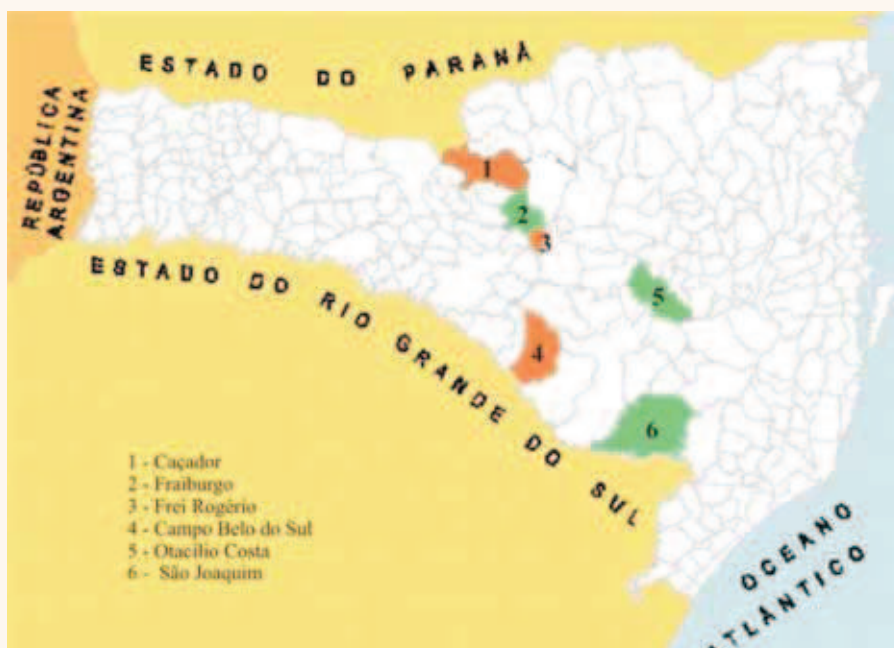 ESTADO DO PARANÁ
REPÚBLICA
ARGENTINA
1
2
3
ESTADO DO RIO GRANDE DO SUL
5
4
6
1 - Caçador
2 - Fraiburgo
3 - Frei Rogério
4 - Campo Belo do Sul
5 - Otacílio Costa
6 - São Joaquim
OCEANO
ATLÂNTICO